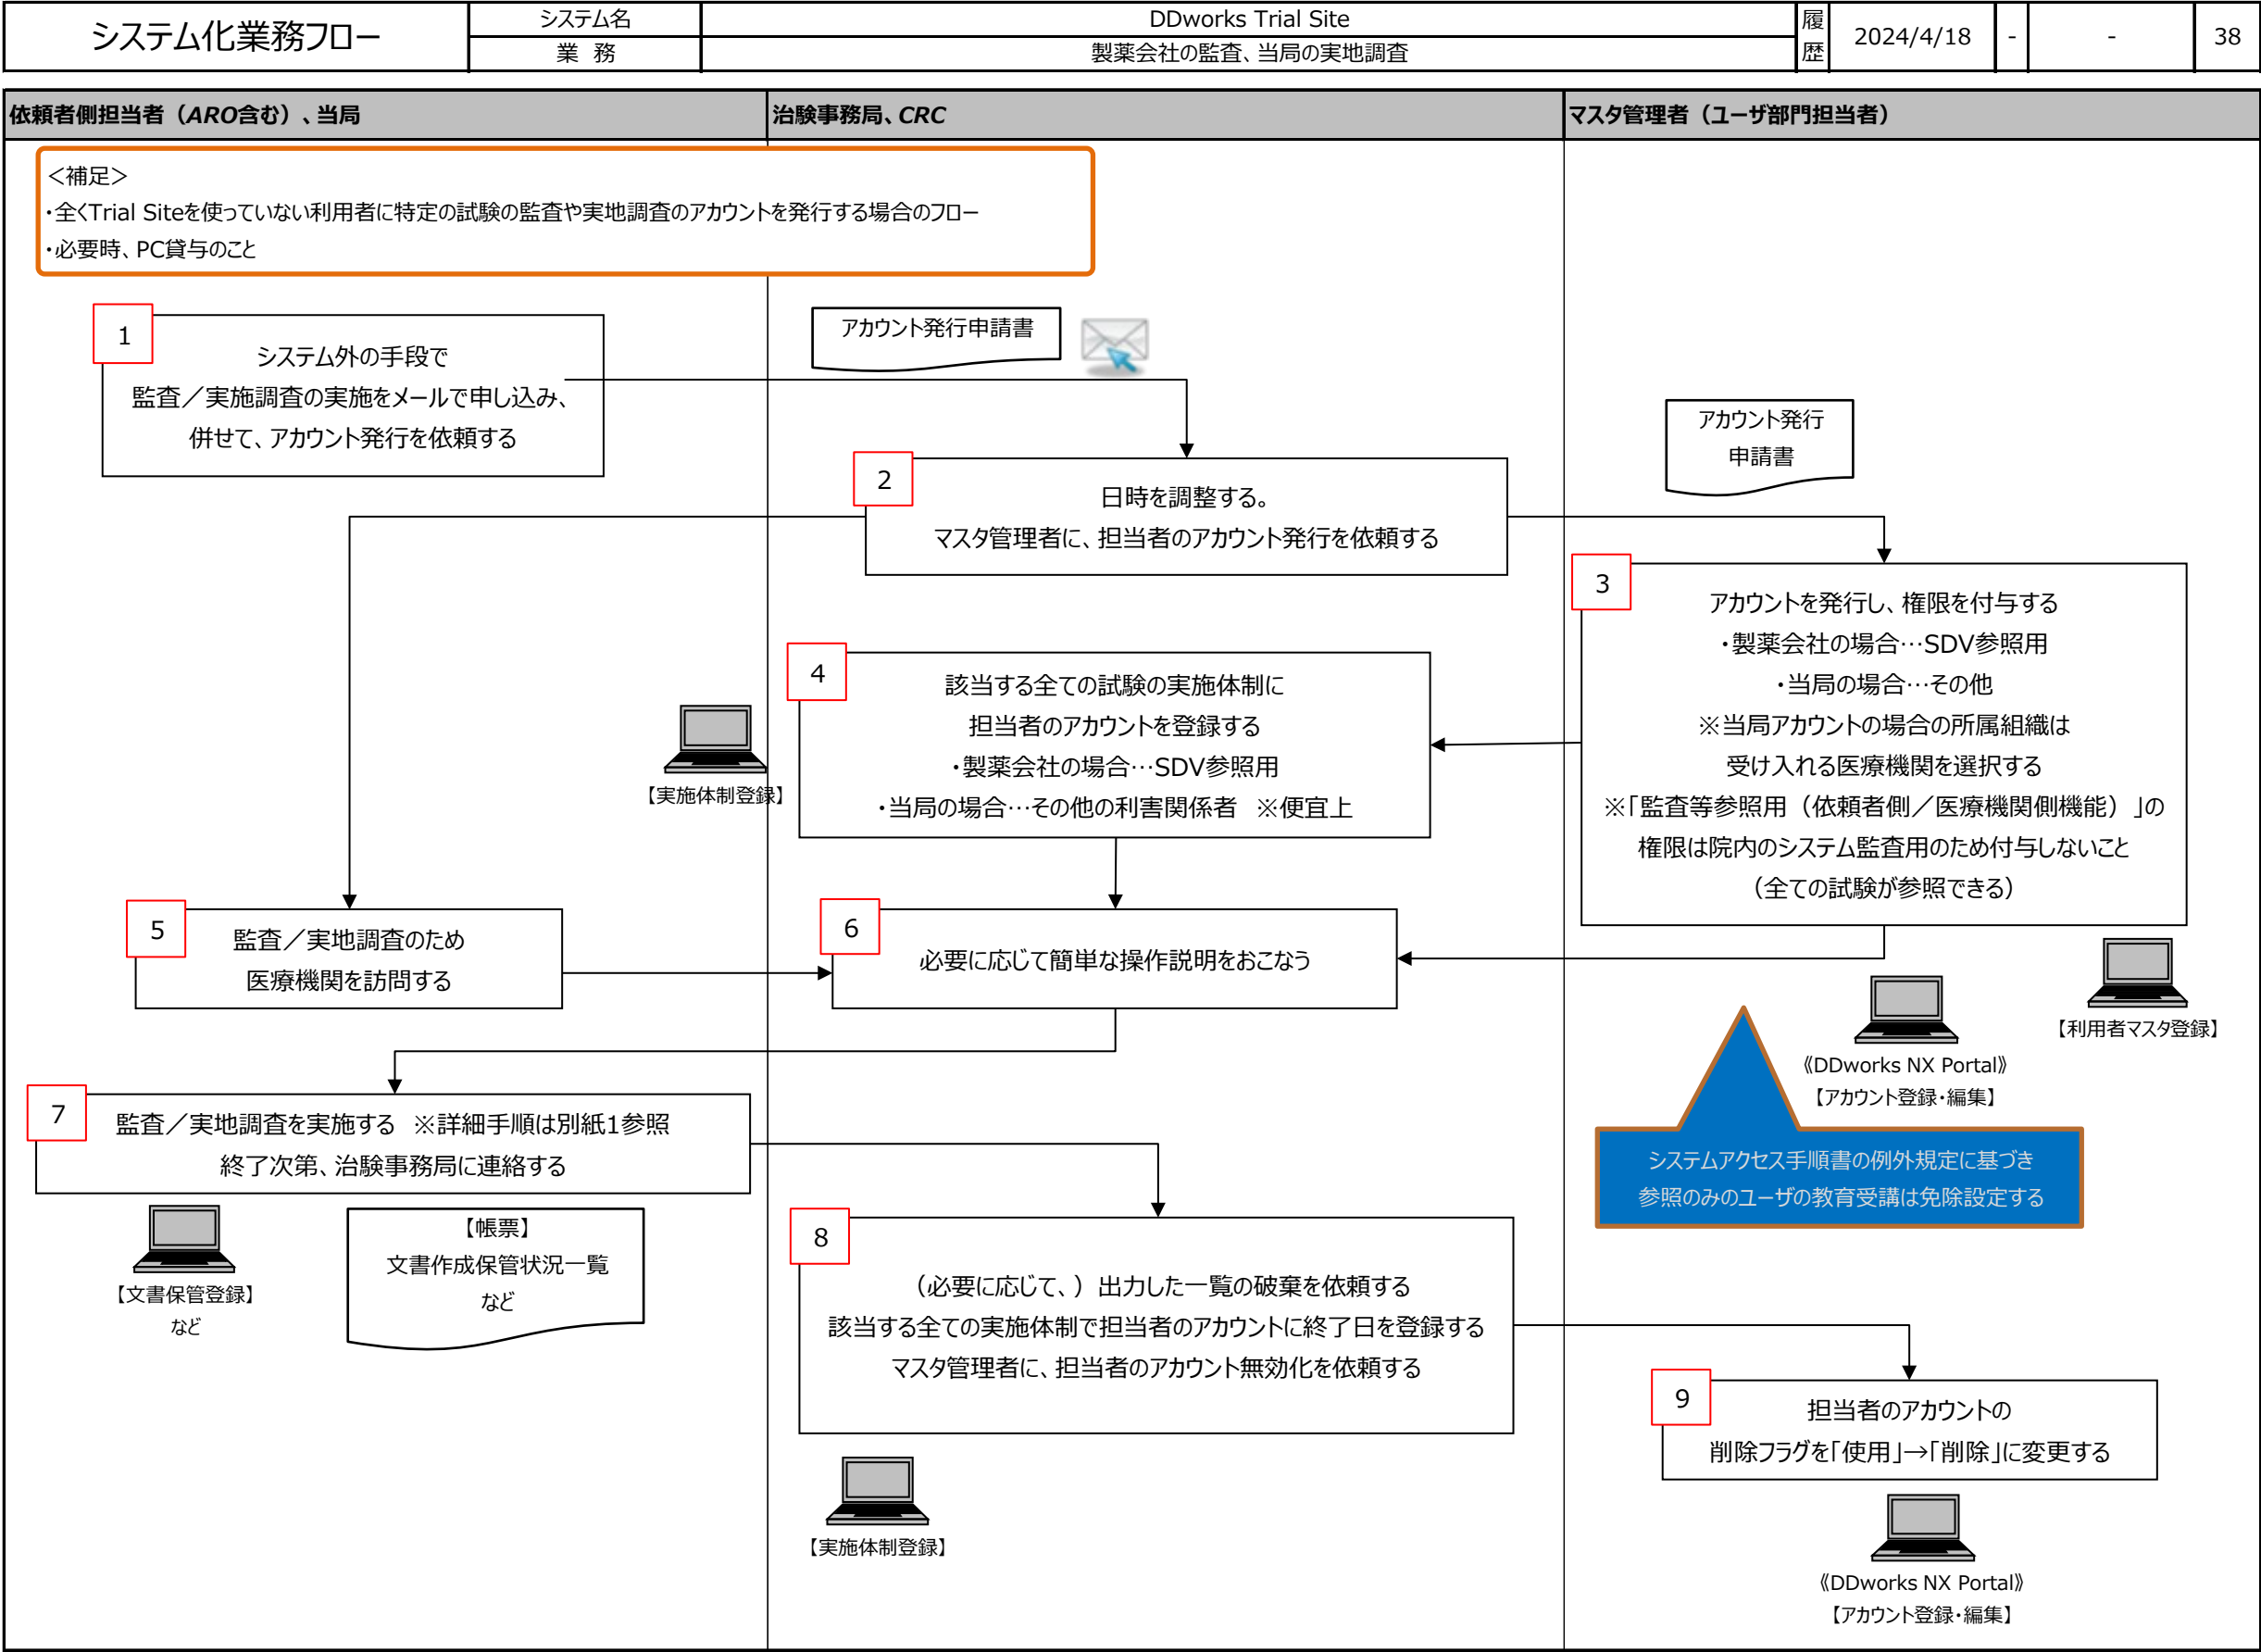 システム化業務フロー
システム名
DDworks Trial Site
業 務
製薬会社の監査、当局の実地調査
履歴
2024/4/18
-
-
38
依頼者側担当者（ARO含む）、当局
治験事務局、CRC
マスタ管理者（ユーザ部門担当者）
＜補足＞
・全くTrial Siteを使っていない利用者に特定の試験の監査や実地調査のアカウントを発行する場合のフロー
・必要時、PC貸与のこと
1
システム外の手段で
監査／実施調査の実施をメールで申し込み、
併せて、アカウント発行を依頼する
アカウント発行申請書
2
日時を調整する。
マスタ管理者に、担当者のアカウント発行を依頼する
アカウント発行
申請書
3
アカウントを発行し、権限を付与する
・製薬会社の場合…SDV参照用
・当局の場合…その他
※当局アカウントの場合の所属組織は
受け入れる医療機関を選択する
※「監査等参照用（依頼者側／医療機関側機能）」の
権限は院内のシステム監査用のため付与しないこと
（全ての試験が参照できる）
4
該当する全ての試験の実施体制に
担当者のアカウントを登録する
・製薬会社の場合…SDV参照用
・当局の場合…その他の利害関係者　※便宜上
【実施体制登録】
5
監査／実地調査のため
医療機関を訪問する
6
必要に応じて簡単な操作説明をおこなう
【利用者マスタ登録】
《DDworks NX Portal》
【アカウント登録・編集】
システムアクセス手順書の例外規定に基づき
参照のみのユーザの教育受講は免除設定する
7
監査／実地調査を実施する　※詳細手順は別紙1参照
終了次第、治験事務局に連絡する
【文書保管登録】
など
【帳票】
文書作成保管状況一覧
など
8
（必要に応じて、）出力した一覧の破棄を依頼する
該当する全ての実施体制で担当者のアカウントに終了日を登録する
マスタ管理者に、担当者のアカウント無効化を依頼する
【実施体制登録】
9
担当者のアカウントの
削除フラグを「使用」→「削除」に変更する
《DDworks NX Portal》
【アカウント登録・編集】